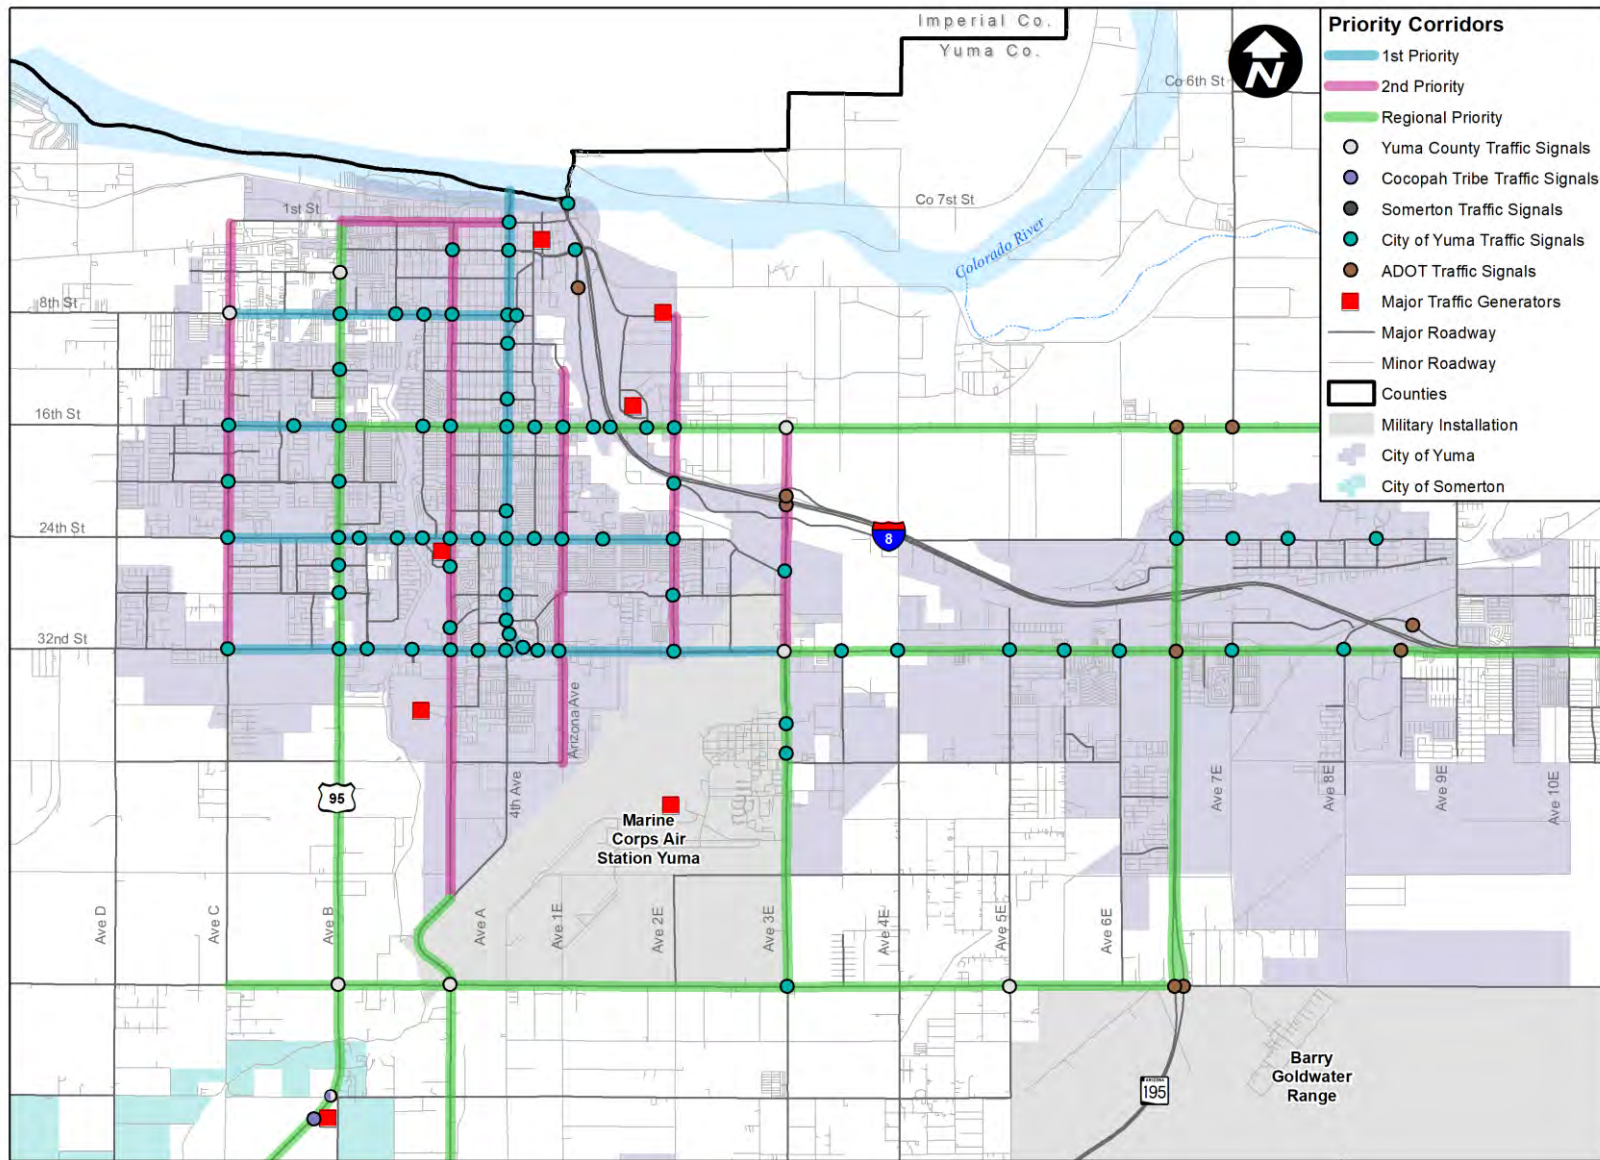 Imperial Co.
Yuma Co.
N
Priority Corridors
1st Priority
2nd Priority
Regional Priority
Yuma County Traffic Signals
Cocopah Tribe Traffic Signals
Somerton Traffic Signals
City of Yuma Traffic Signals
ADOT Traffic Signals
Major Traffic Generators
Major Roadway
Minor Roadway
Counties
Military Installation
City of Yuma
City of Somerton
Co 6th St
Co 7th St
Colorado River
1st St
8th St
16th St
24th St
32nd St
8
95
4th Ave
Arizona Ave
Marine
Corps Air
Station Yuma
Ave 7E
Ave 8E
Ave 9E
Ave 10E
Ave D
Ave C
Ave B
Ave A
Ave 1E
Ave 2E
Ave 3E
Ave 4E
Ave 5E
Ave 6E
ARIZONA
195
Barry
Goldwater
Range